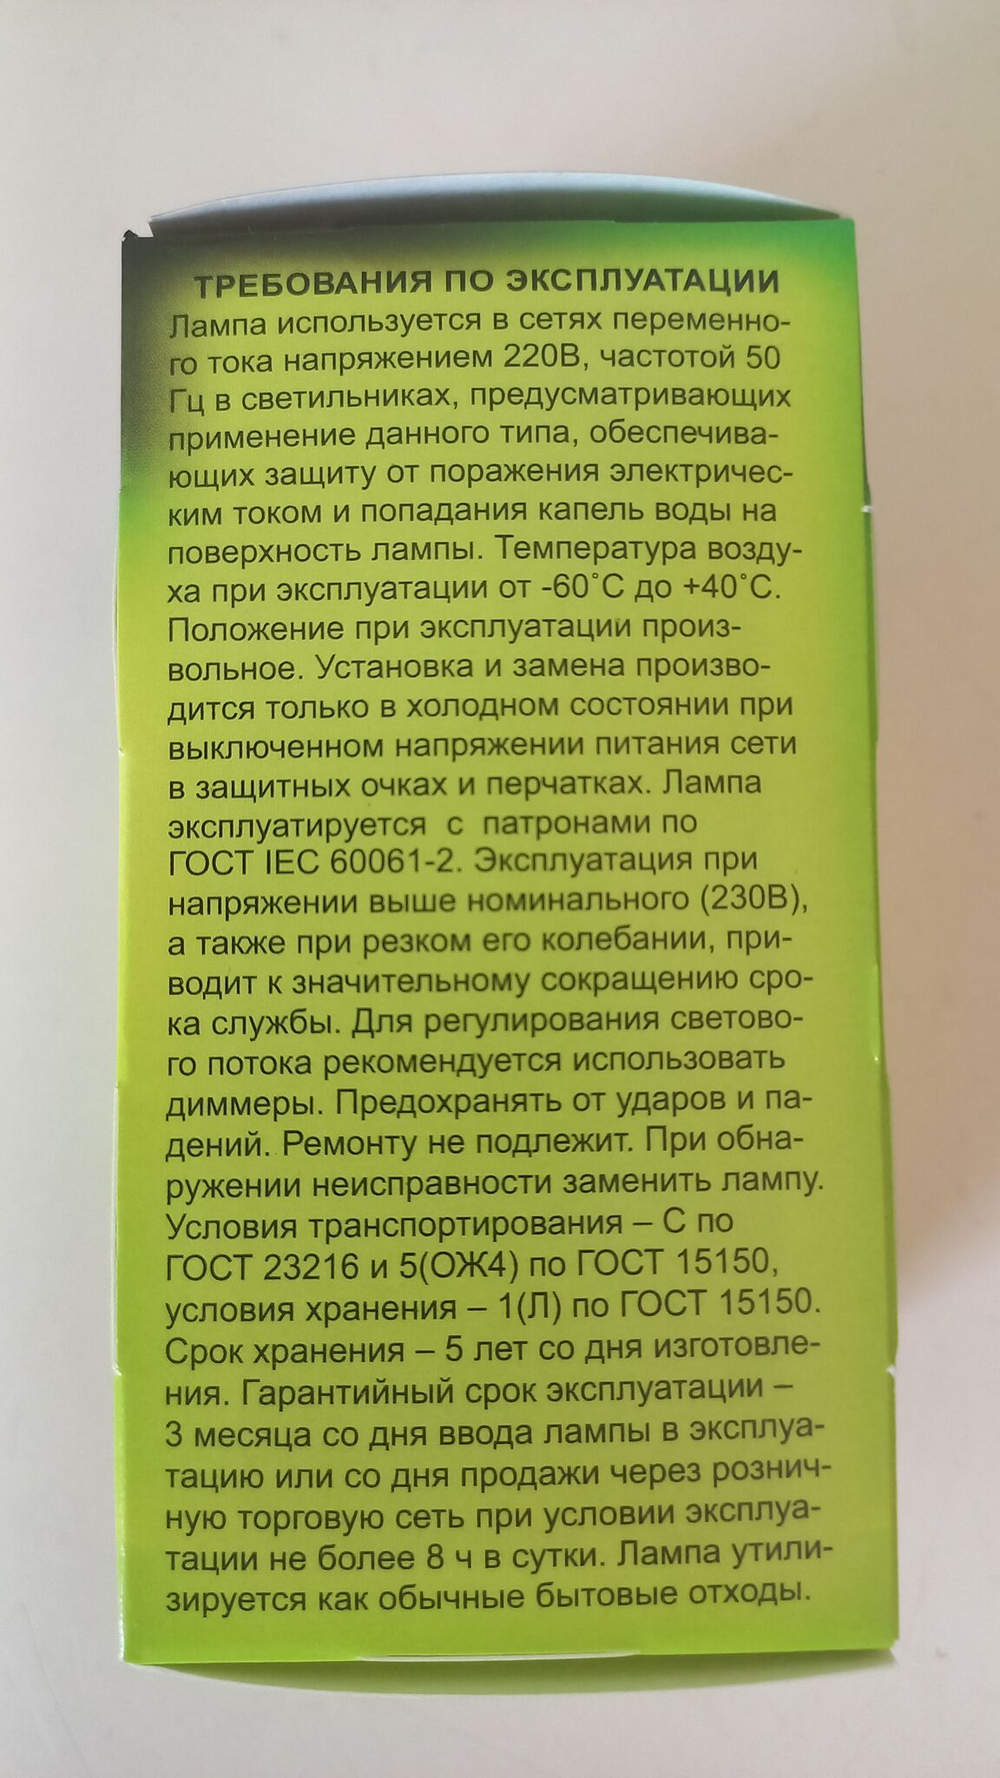 ТРЕБОВАНИЯ ПО ЭКСПЛУАТАЦИИ
Лампа используется в сетях переменно-
го тока напряжением 220В, частотой 50
Гц в светильниках, предусматривающих
применение данного типа, обеспечива-
ющих защиту от поражения электричес-
ким током и попадания капель воды на
поверхность лампы. Температура возду-
ха при эксплуатации от -60˚С до +40˚С.
Положение при эксплуатации произ-
вольное. Установка и замена произво-
дится только в холодном состоянии при
выключенном напряжении питания сети
в защитных очках и перчатках. Лампа
эксплуатируется с патронами по
ГОСТ IEC 60061-2. Эксплуатация при
напряжении выше номинального (230В),
а также при резком его колебании, при-
водит к значительному сокращению сро-
ка службы. Для регулирования светово-
го потока рекомендуется использовать
диммеры. Предохранять от ударов и па-
дений. Ремонту не подлежит. При обна-
ружении неисправности заменить лампу.
Условия транспортирования – С по
ГОСТ 23216 и 5(ОЖ4) по ГОСТ 15150,
условия хранения – 1(Л) по ГОСТ 15150.
Срок хранения – 5 лет со дня изготовле-
ния. Гарантийный срок эксплуатации –
3 месяца со дня ввода лампы в эксплуа-
тацию или со дня продажи через рознич-
ную торговую сеть при условии эксплуа-
тации не более 8 ч в сутки. Лампа утили-
зируется как обычные бытовые отходы.